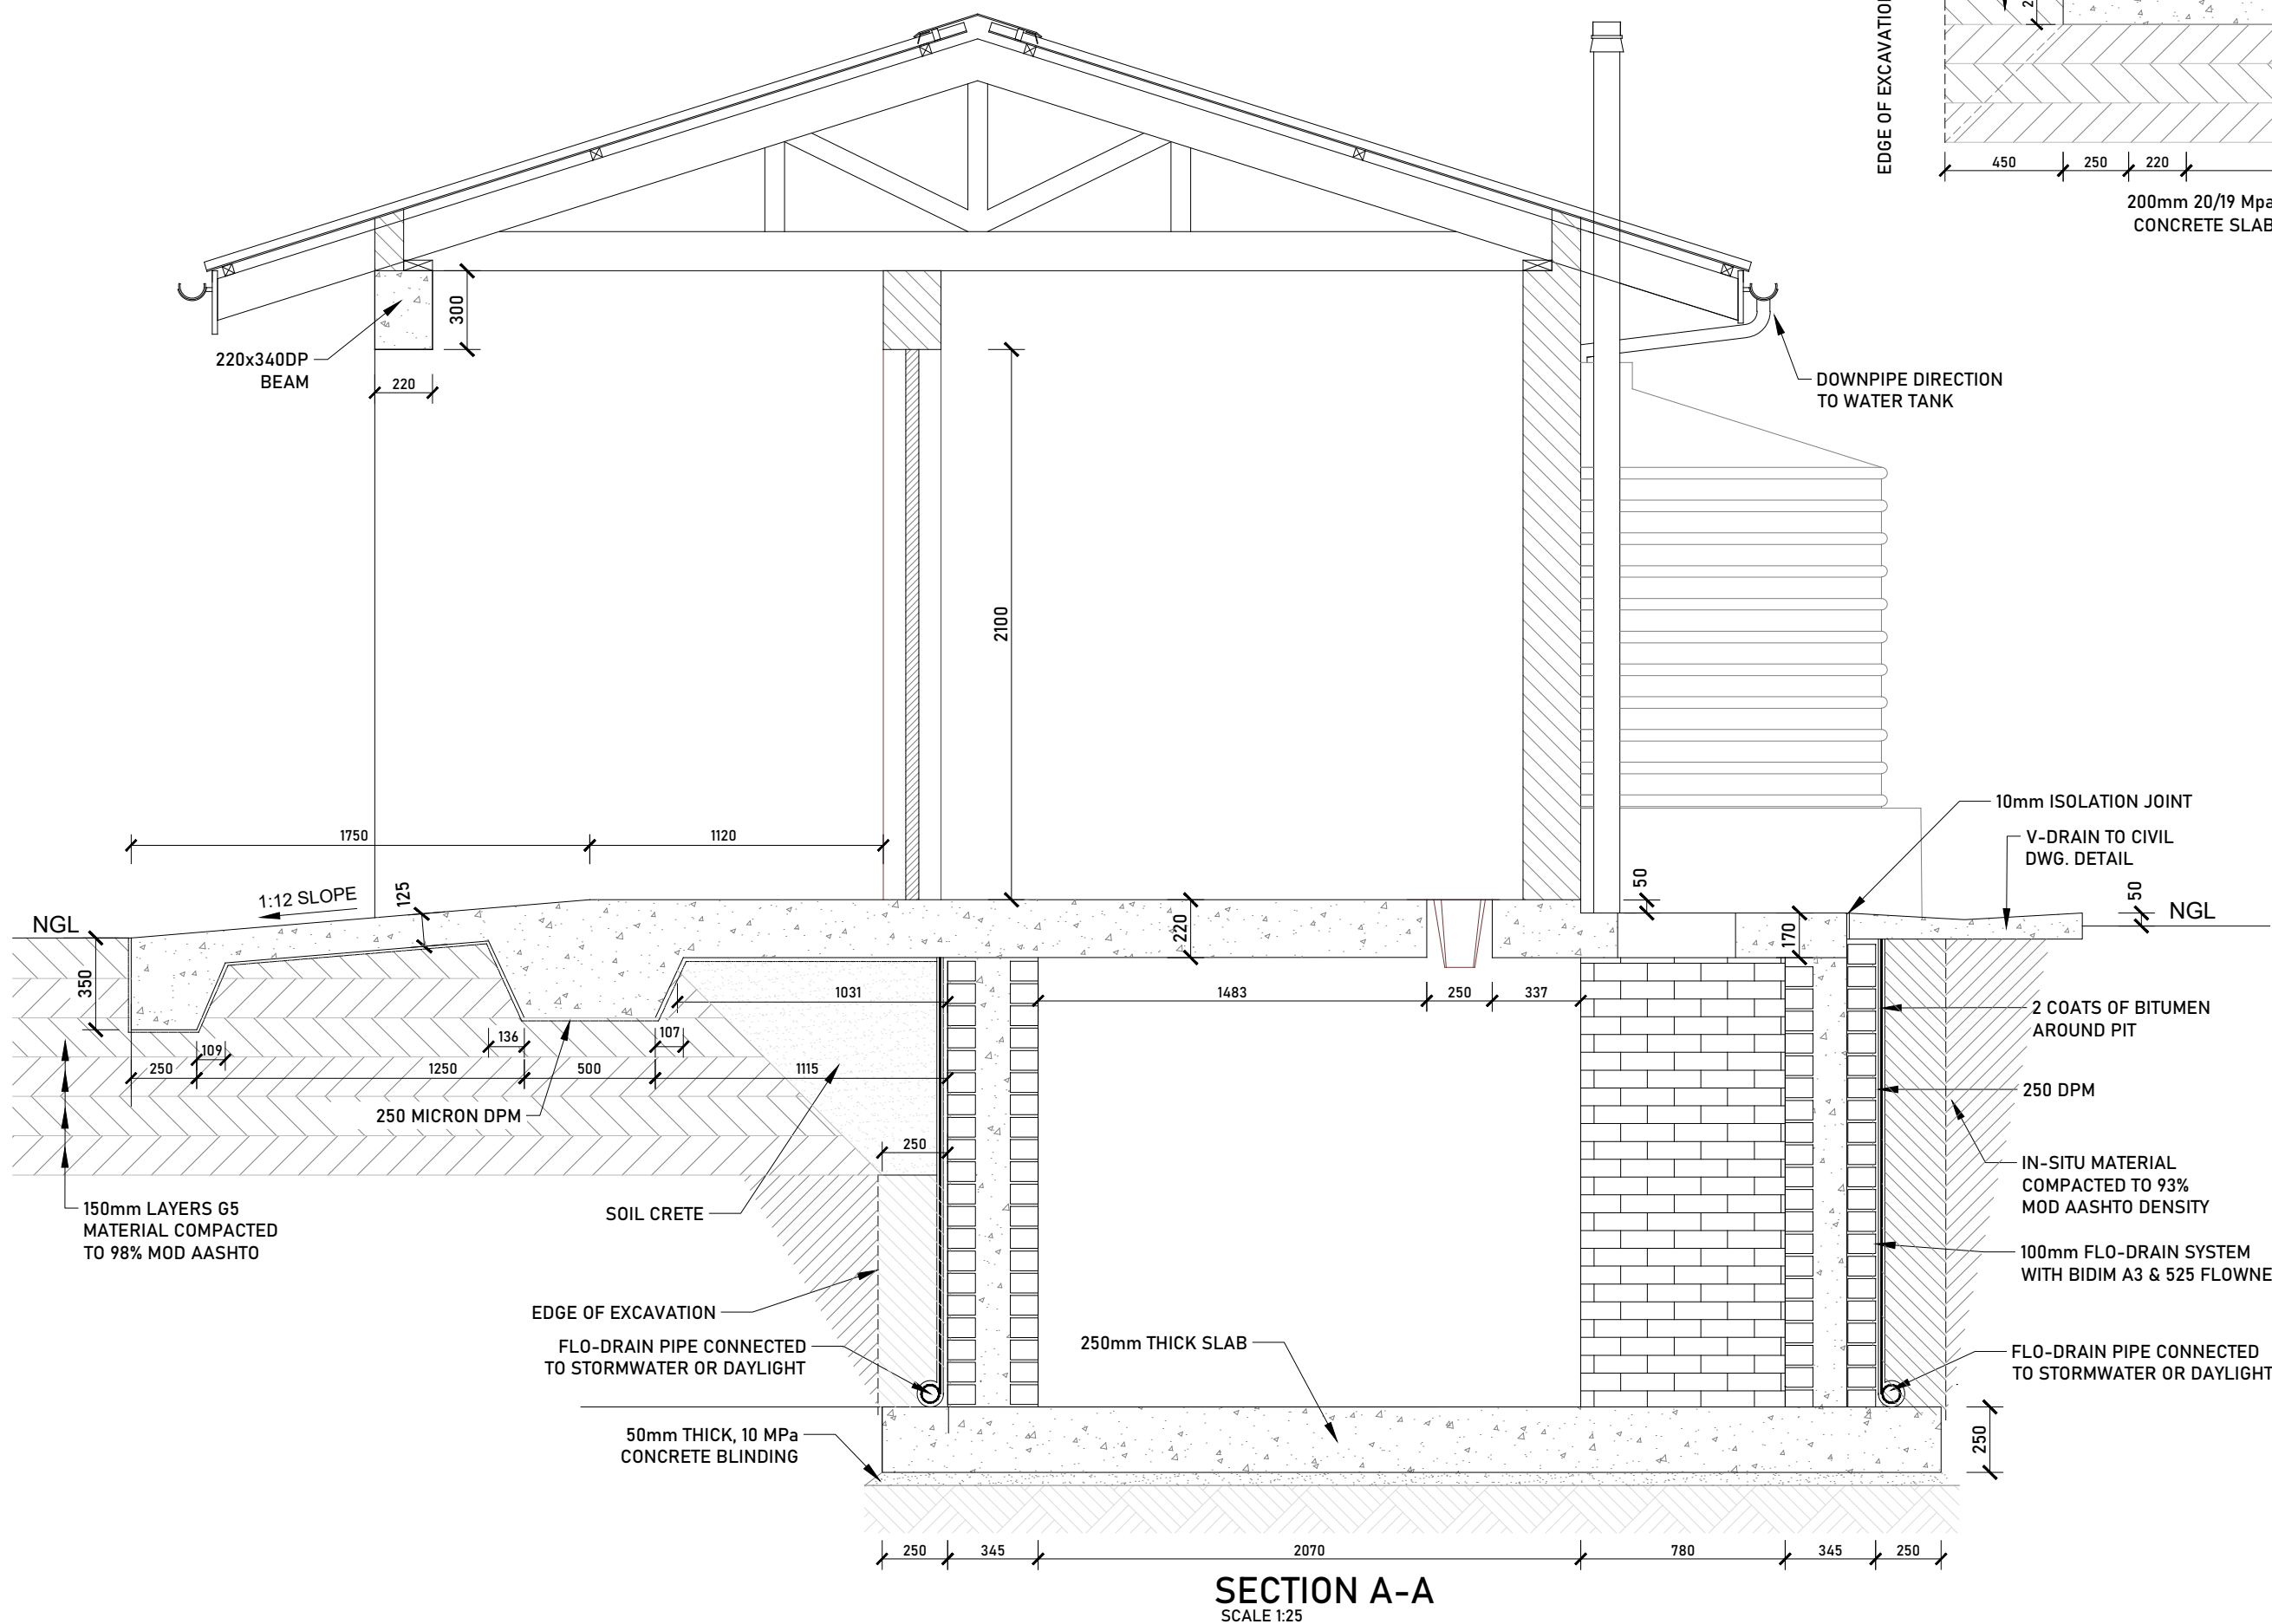 EDGE OF EXCAVATION
2
450
250
220
200mm 20/19 Mpa
CONCRETE SLAB
300
220x340DP
BEAM
220
DOWNPIPE DIRECTION
TO WATER TANK
2100
10mm ISOLATION JOINT
V-DRAIN TO CIVIL
DWG. DETAIL
1750
1120
1:12 SLOPE
125
50
50
NGL
NGL
350
220
170
1031
1483
250
337
2 COATS OF BITUMEN
AROUND PIT
109
136
107
250
1250
500
1115
250 MICRON DPM
250 DPM
250
IN-SITU MATERIAL
COMPACTED TO 93%
MOD AASHTO DENSITY
150mm LAYERS G5
MATERIAL COMPACTED
TO 98% MOD AASHTO
SOIL CRETE
100mm FLO-DRAIN SYSTEM
WITH BIDIM A3 & 525 FLOWNE
EDGE OF EXCAVATION
FLO-DRAIN PIPE CONNECTED
TO STORMWATER OR DAYLIGHT
250mm THICK SLAB
FLO-DRAIN PIPE CONNECTED
TO STORMWATER OR DAYLIGHT
50mm THICK, 10 MPa
CONCRETE BLINDING
250
250
345
2070
780
345
250
SECTION A-A
SCALE 1:25